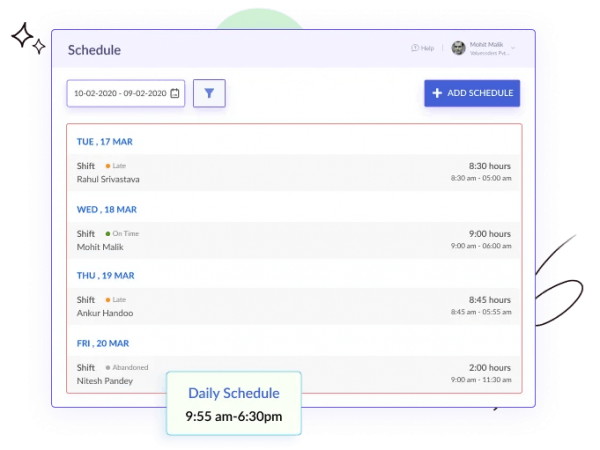 Schedule
Help
Mohit Malik
10-02-2020 - 09-02-2020
ADD SCHEDULE
TUE , 17 MAR
Shift Late 8:30 hours
Rahul Srivastava 8:30 am - 05:00 am
WED , 18 MAR
Shift On Time 9:00 hours
Mohit Malik 9:00 am - 06:00 am
THU , 19 MAR
Shift Late 8:45 hours
Ankur Handoo 8:45 am - 05:55 am
FRI , 20 MAR
Shift Abandoned 2:00 hours
Nitesh Pandey 9:00 am - 11:30 am
Daily Schedule
9:55 am-6:30pm